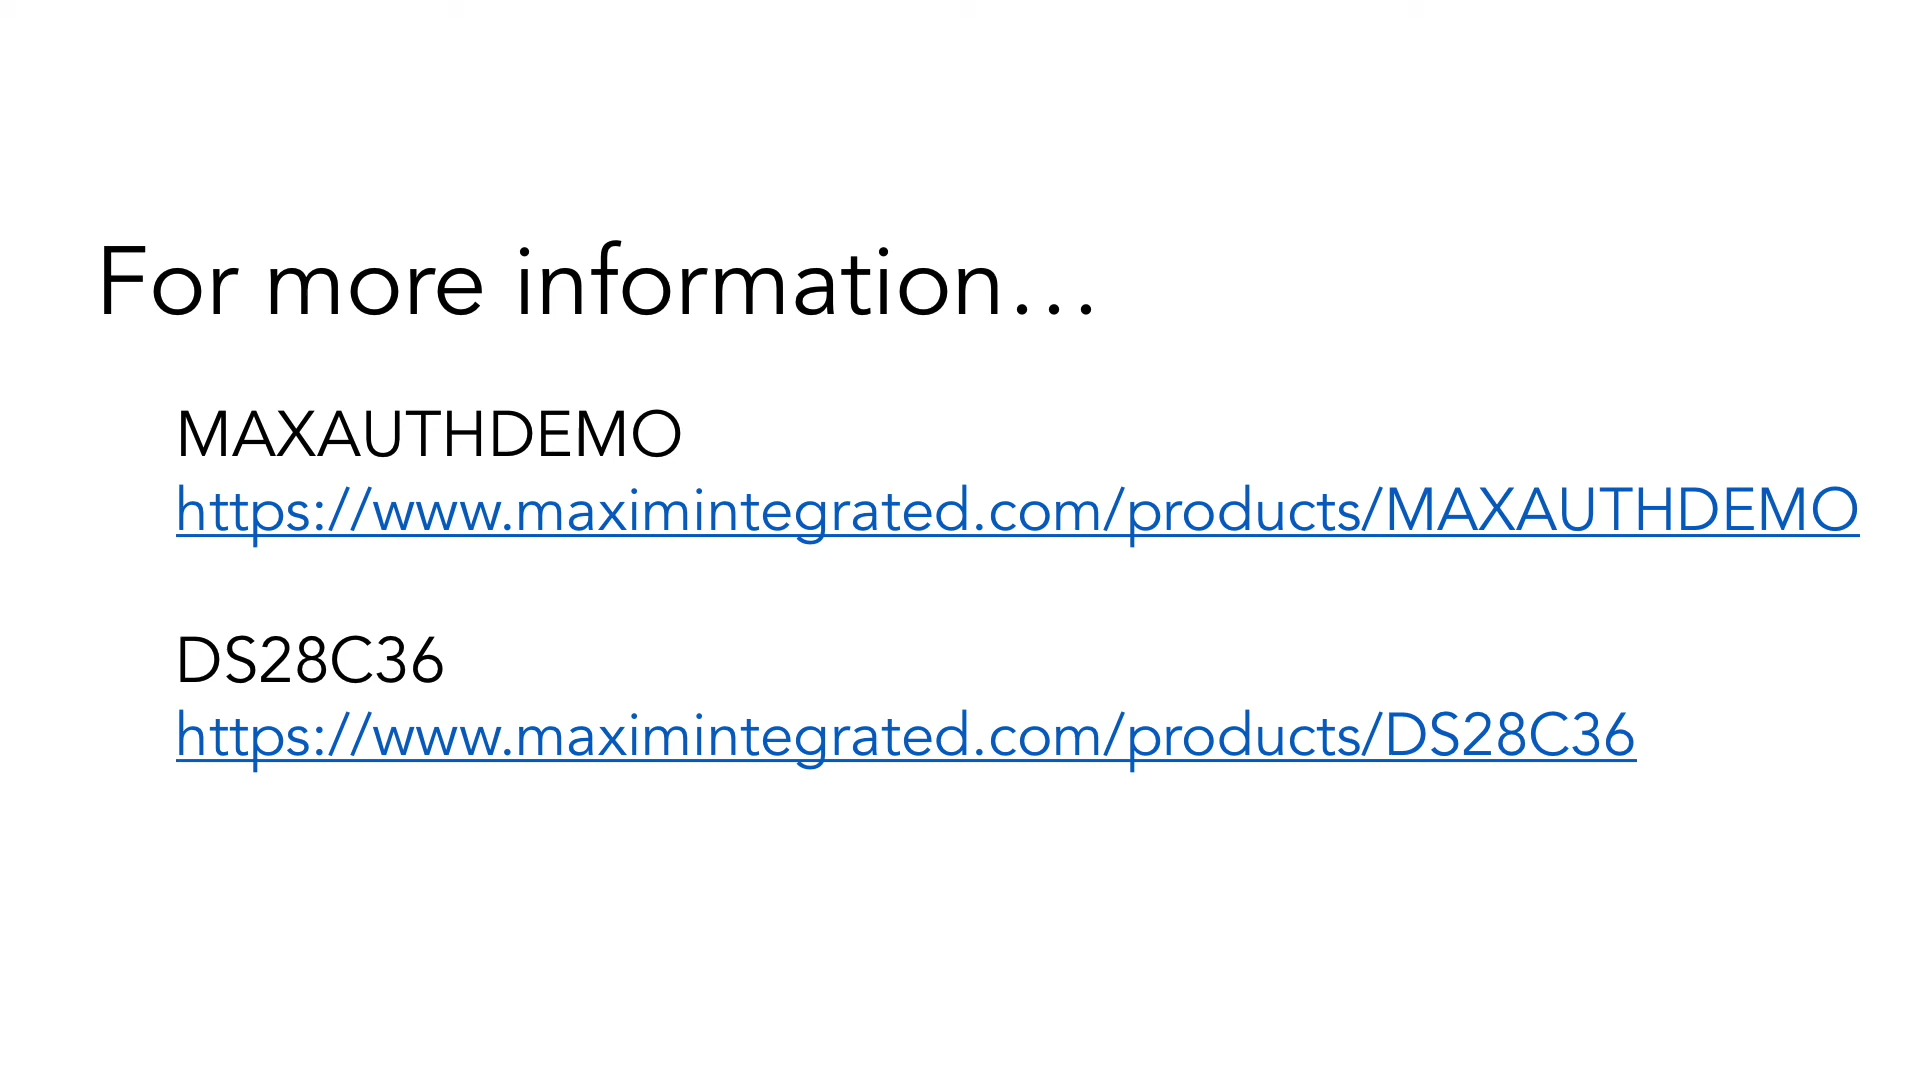 For more information…
MAXAUTHDEMO
https://www.maximintegrated.com/products/MAXAUTHDEMO
DS28C36
https://www.maximintegrated.com/products/DS28C36